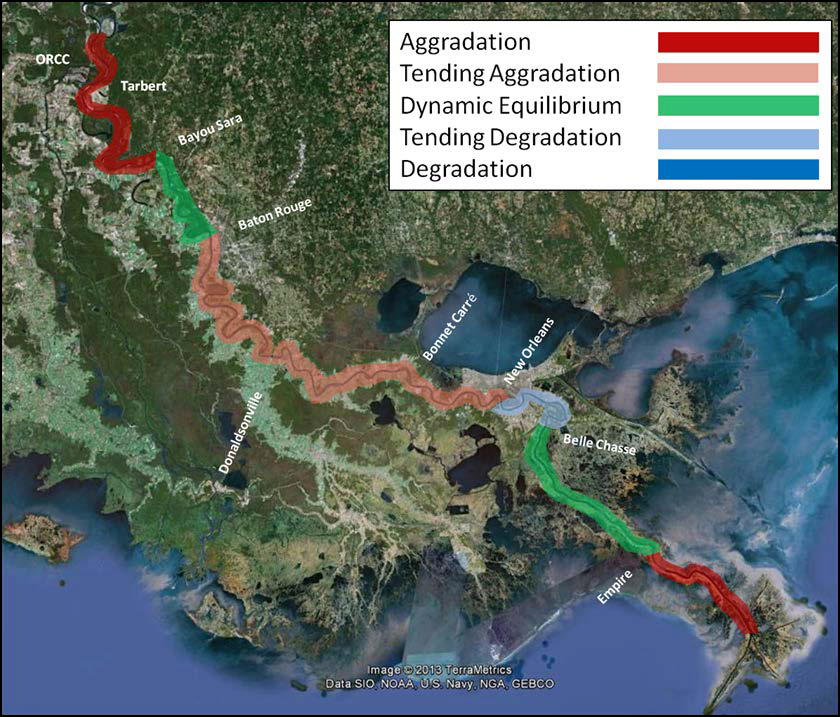 Aggradation
Tending Aggradation
Dynamic Equilibrium
Tending Degradation
Degradation
ORCC
Tarbert
Bayou Sara
Baton Rouge
Bonnet Carré
New Orleans
Donaldsonville
Belle Chasse
Empire
Image © 2013 TerraMetrics
Data SIO, NOAA, U.S. Navy, NGA, GEBCO